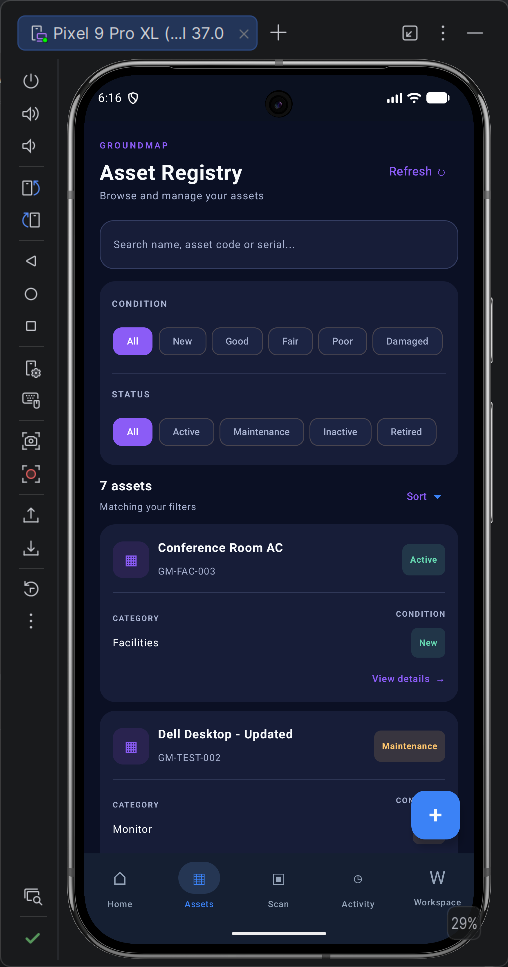 Pixel 9 Pro XL (...I 37.0
6:16
GROUNDMAP
Asset Registry
Refresh
Browse and manage your assets
Search name, asset code or serial...
CONDITION
All New Good Fair Poor Damaged
STATUS
All Active Maintenance Inactive Retired
7 assets
Matching your filters
Sort
Conference Room AC
GM-FAC-003
Active
CATEGORY
Facilities
CONDITION
New
View details →
Dell Desktop - Updated
GM-TEST-002
Maintenance
CATEGORY
Monitor
+
Home Assets Scan Activity W Workspace
29%